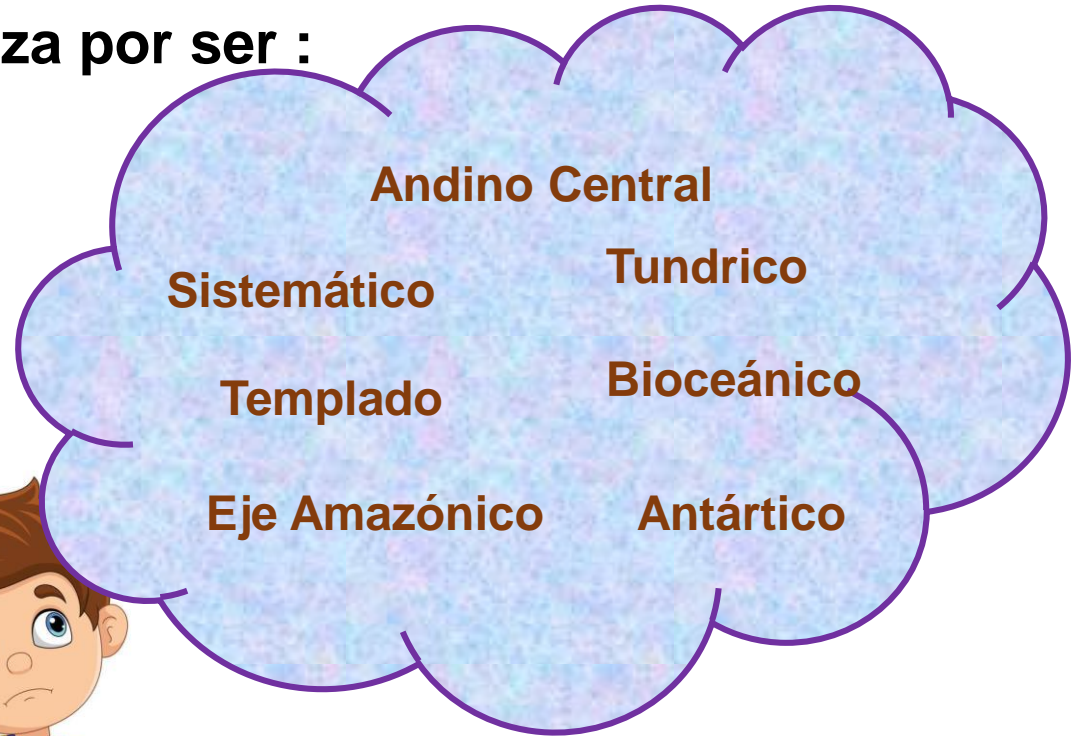 za por ser :
Andino Central
Tundrico
Sistemático
Bioceánico
Templado
Eje Amazónico
Antártico